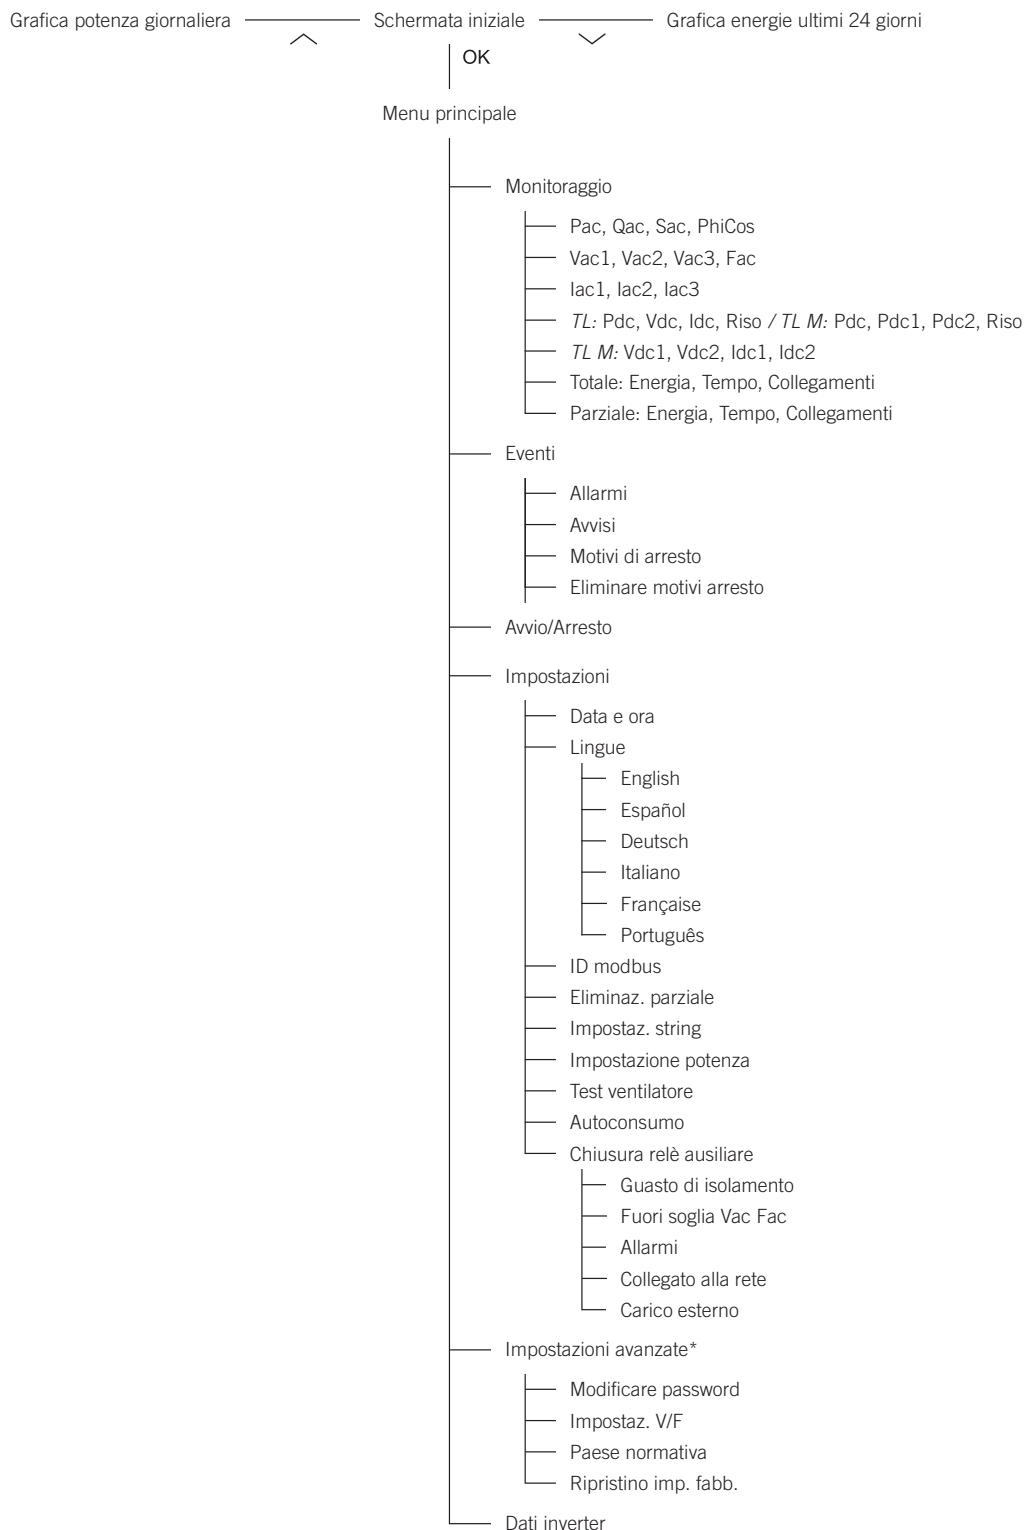 Grafica potenza giornaliera Schermata iniziale Grafica energie ultimi 24 giorni
OK
Menu principale
Monitoraggio
Pac, Qac, Sac, PhiCos
Vac1, Vac2, Vac3, Fac
Iac1, Iac2, Iac3
TL: Pdc, Vdc, Idc, Riso / TL M: Pdc, Pdc1, Pdc2, Riso
TL M: Vdc1, Vdc2, Idc1, Idc2
Totale: Energia, Tempo, Collegamenti
Parziale: Energia, Tempo, Collegamenti
Eventi
Allarmi
Avvisi
Motivi di arresto
Eliminare motivi arresto
Avvio/Arresto
Impostazioni
Data e ora
Lingue
English
Español
Deutsch
Italiano
Française
Português
ID modbus
Eliminaz. parziale
Impostaz. string
Impostazione potenza
Test ventilatore
Autoconsumo
Chiusura relè ausiliare
Guasto di isolamento
Fuori soglia Vac Fac
Allarmi
Collegato alla rete
Carico esterno
Impostazioni avanzate*
Modificare password
Impostaz. V/F
Paese normativa
Ripristino imp. fabb.
Dati inverter